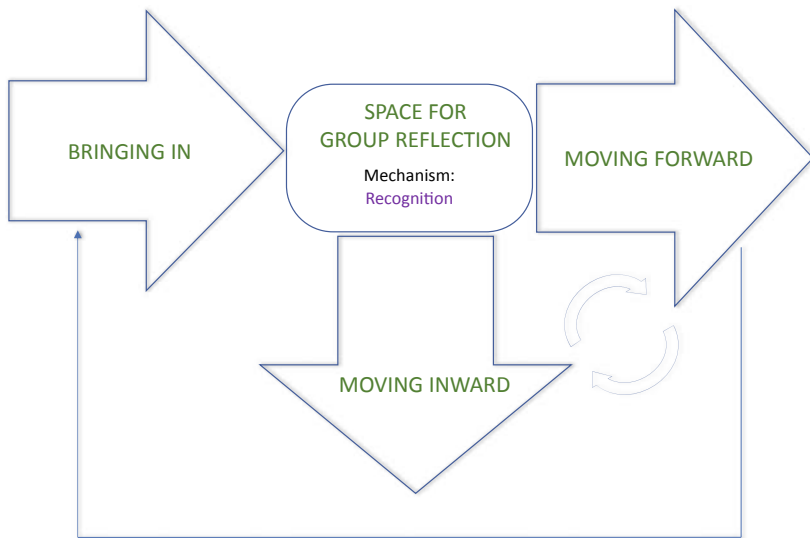 BRINGING IN
SPACE FOR
GROUP REFLECTION
Mechanism:
Recognition
MOVING FORWARD
MOVING INWARD